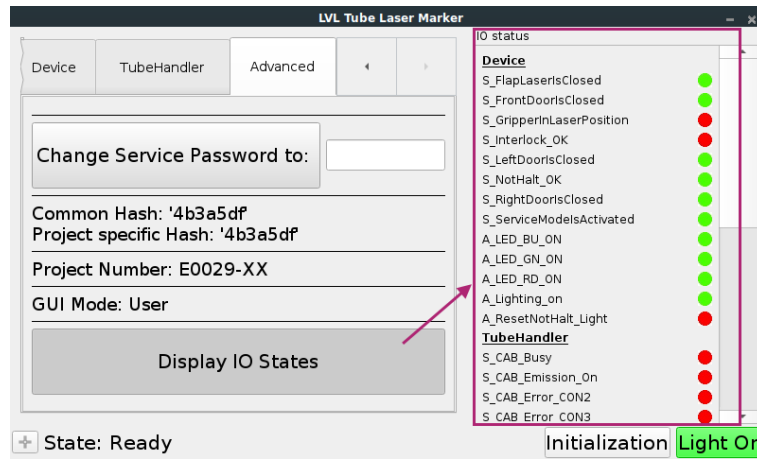 LVL Tube Laser Marker
Device
TubeHandler
Advanced
Change Service Password to:
Common Hash: '4b3a5df'
Project specific Hash: '4b3a5df'
Project Number: E0029-XX
GUI Mode: User
Display IO States
IO status
Device
S_FlapLaserIsClosed
S_FrontDoorIsClosed
S_GripperInLaserPosition
S_Interlock_OK
S_LeftDoorIsClosed
S_NotHalt_OK
S_RightDoorIsClosed
S_ServiceModeIsActivated
A_LED_BU_ON
A_LED_GN_ON
A_LED_RD_ON
A_Lighting_on
A_ResetNotHalt_Light
TubeHandler
S_CAB_Busy
S_CAB_Emission_On
S_CAB_Error_CON2
S_CAB_Error_CON3
State: Ready
Initialization
Light On